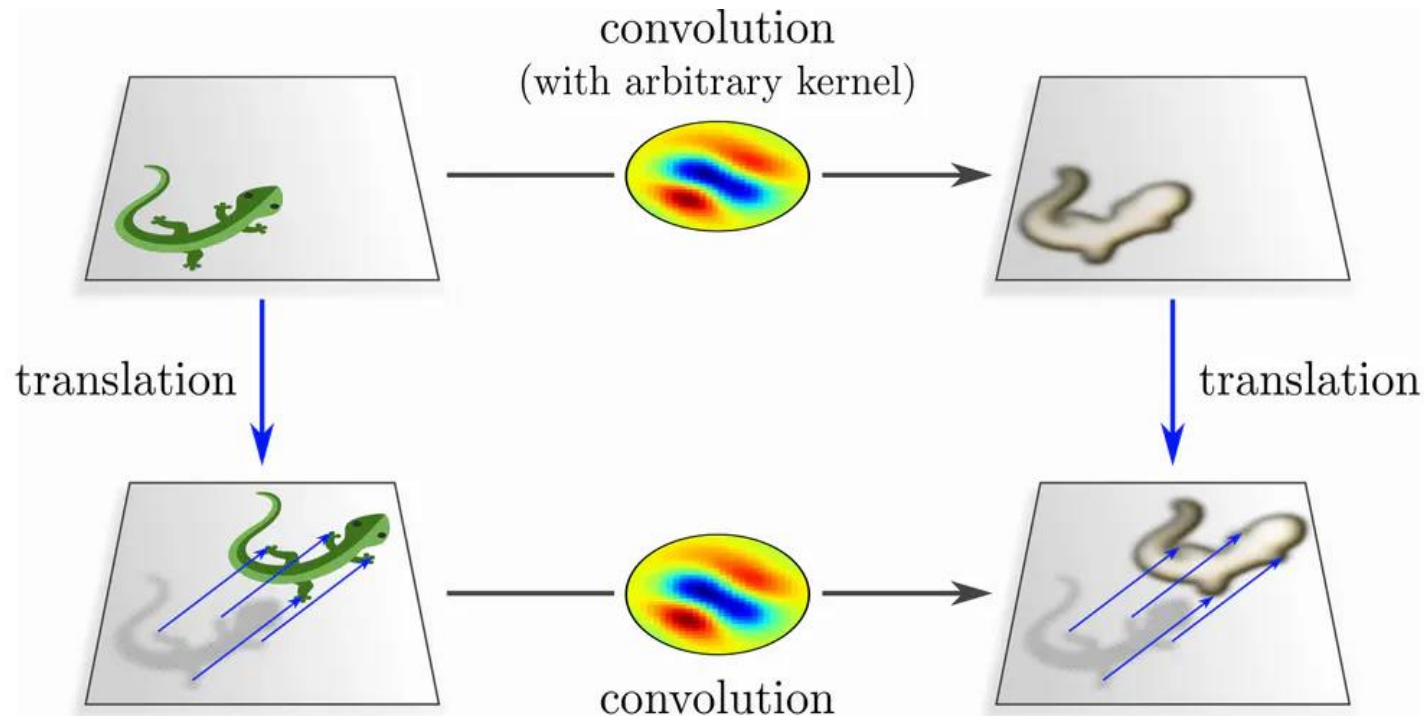 convolution
(with arbitrary kernel)
translation
translation
convolution